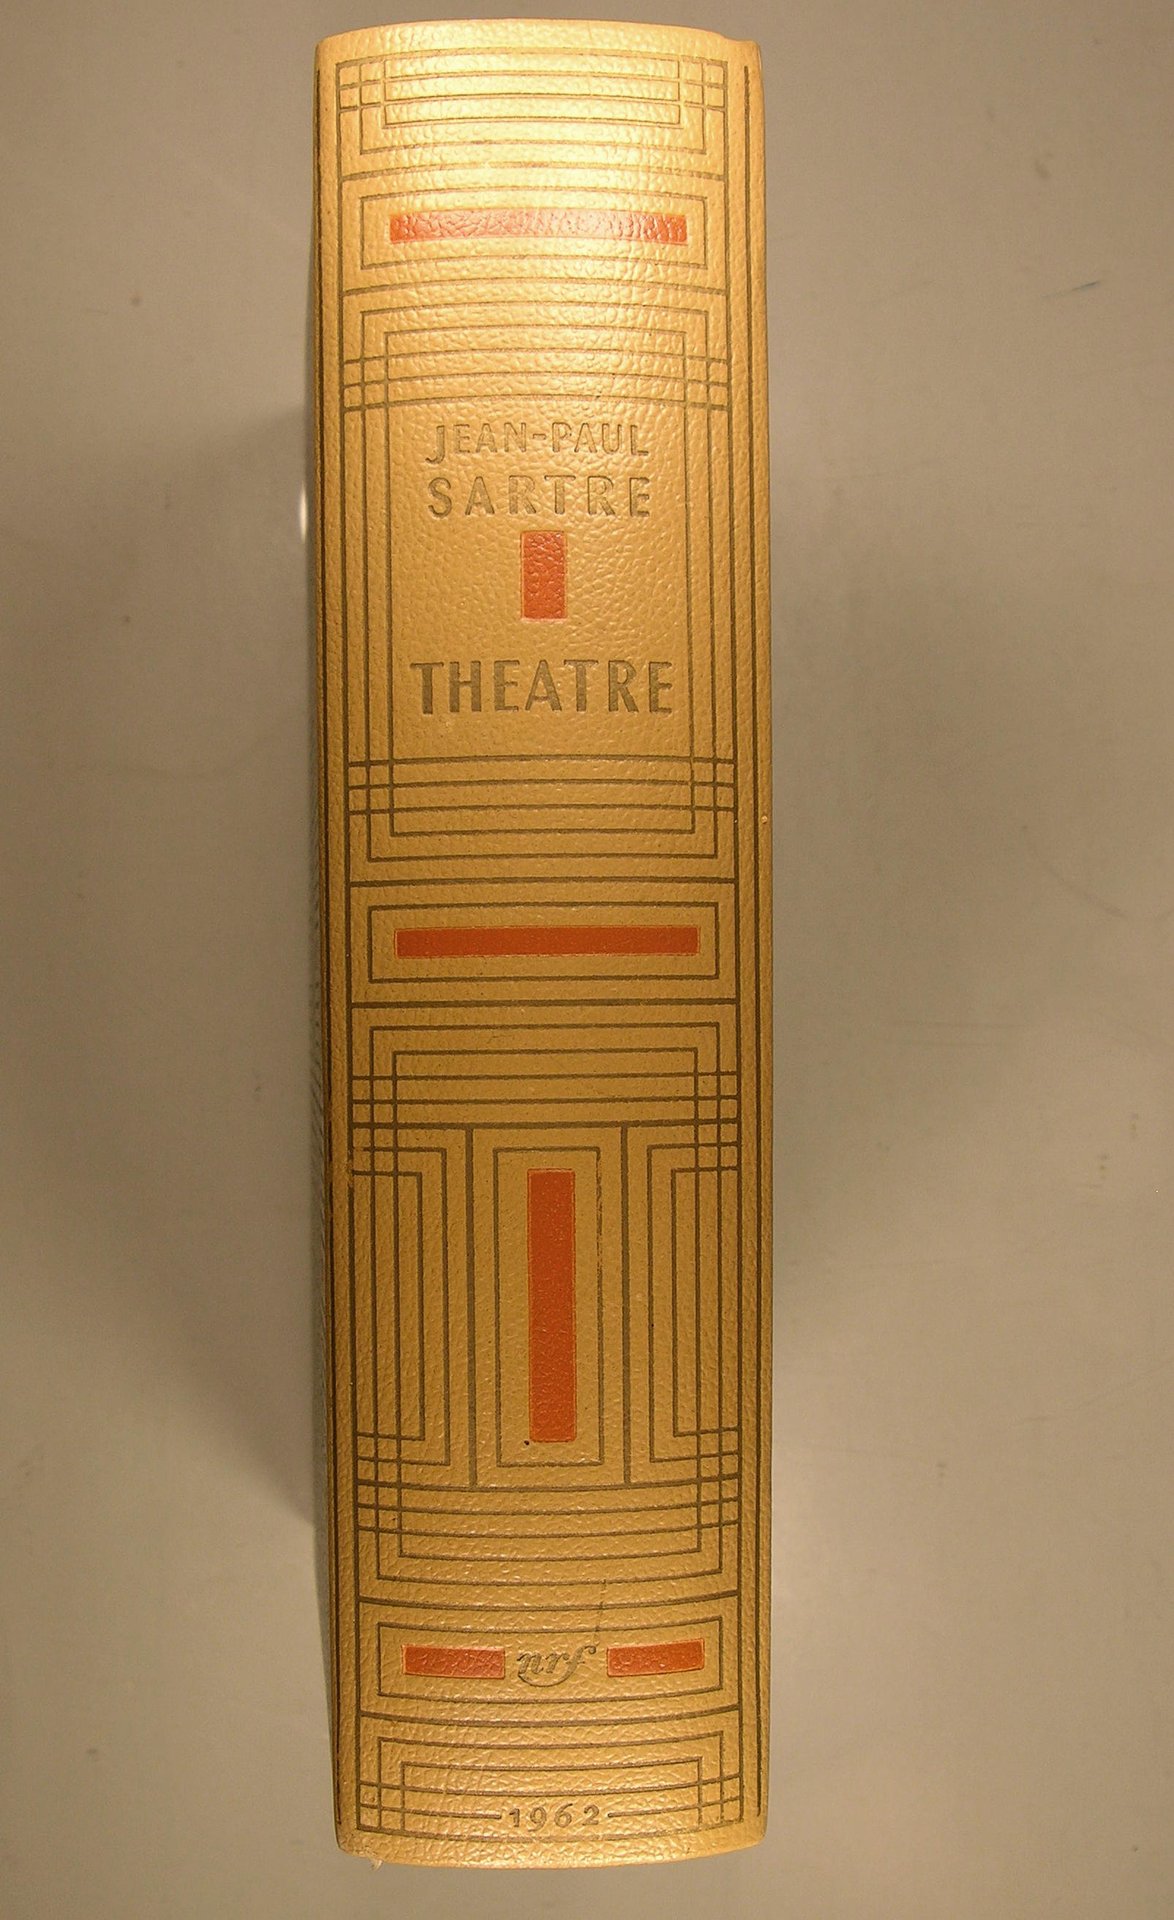 JEAN-PAUL
SARTRE
THEATRE
nrf
1962